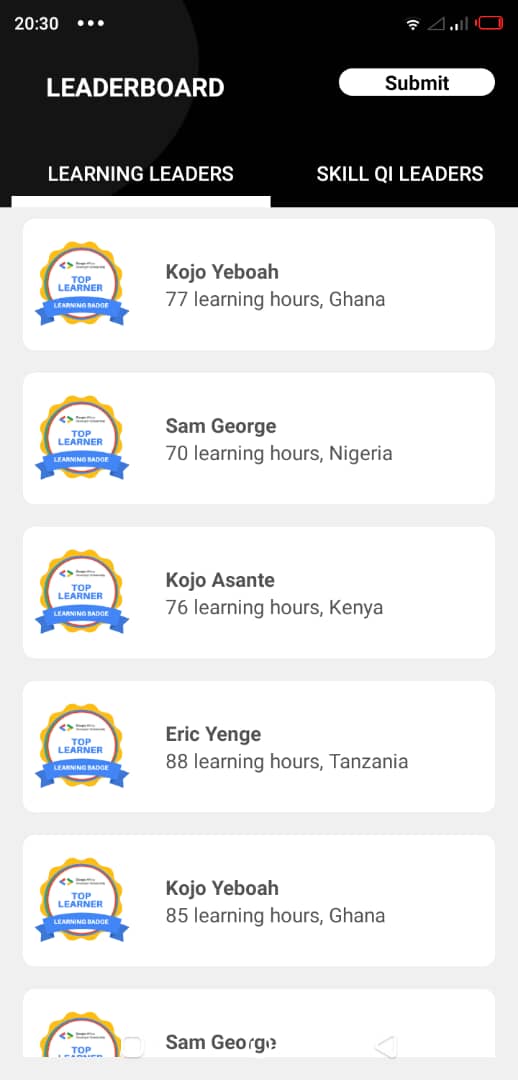 20:30
LEADERBOARD
Submit
LEARNING LEADERS
SKILL QI LEADERS
TOP
LEARNER
LEARNING BADGE
Kojo Yeboah
77 learning hours, Ghana
TOP
LEARNER
LEARNING BADGE
Sam George
70 learning hours, Nigeria
TOP
LEARNER
LEARNING BADGE
Kojo Asante
76 learning hours, Kenya
TOP
LEARNER
LEARNING BADGE
Eric Yenge
88 learning hours, Tanzania
TOP
LEARNER
LEARNING BADGE
Kojo Yeboah
85 learning hours, Ghana
TOP
LEARNER
Sam George